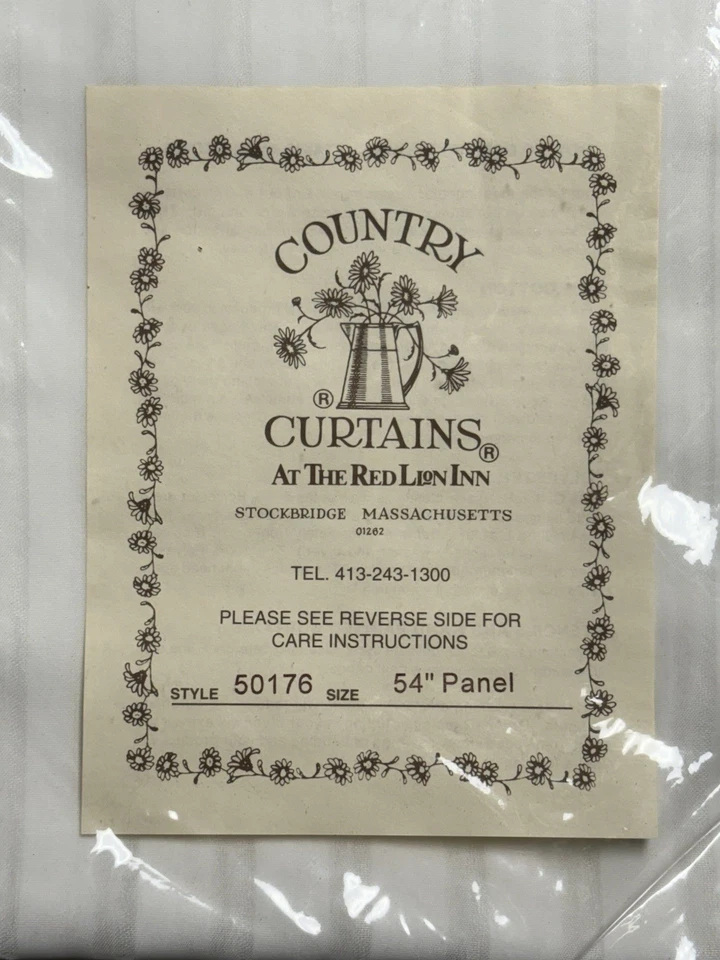 COUNTRY
®
CURTAINS®
AT THE RED LION INN
STOCKBRIDGE MASSACHUSETTS
01262
TEL. 413-243-1300
PLEASE SEE REVERSE SIDE FOR
CARE INSTRUCTIONS
STYLE 50176 SIZE 54" Panel